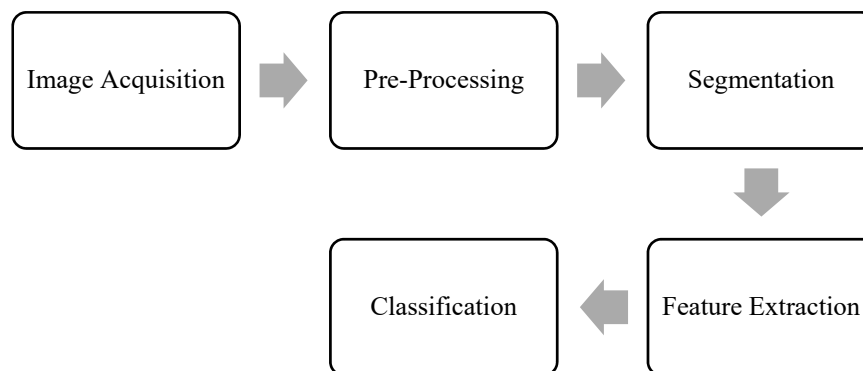 Image Acquisition
Pre-Processing
Segmentation
Feature Extraction
Classification